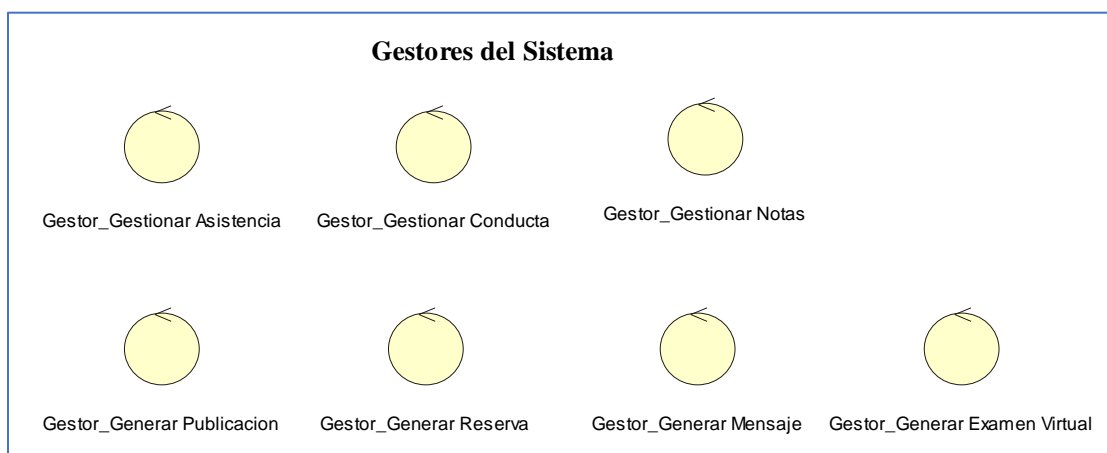 Gestores del Sistema
Gestor_Gestionar Asistencia
Gestor_Gestionar Conducta
Gestor_Gestionar Notas
Gestor_Generar Publicacion
Gestor_Generar Reserva
Gestor_Generar Mensaje
Gestor_Generar Examen Virtual